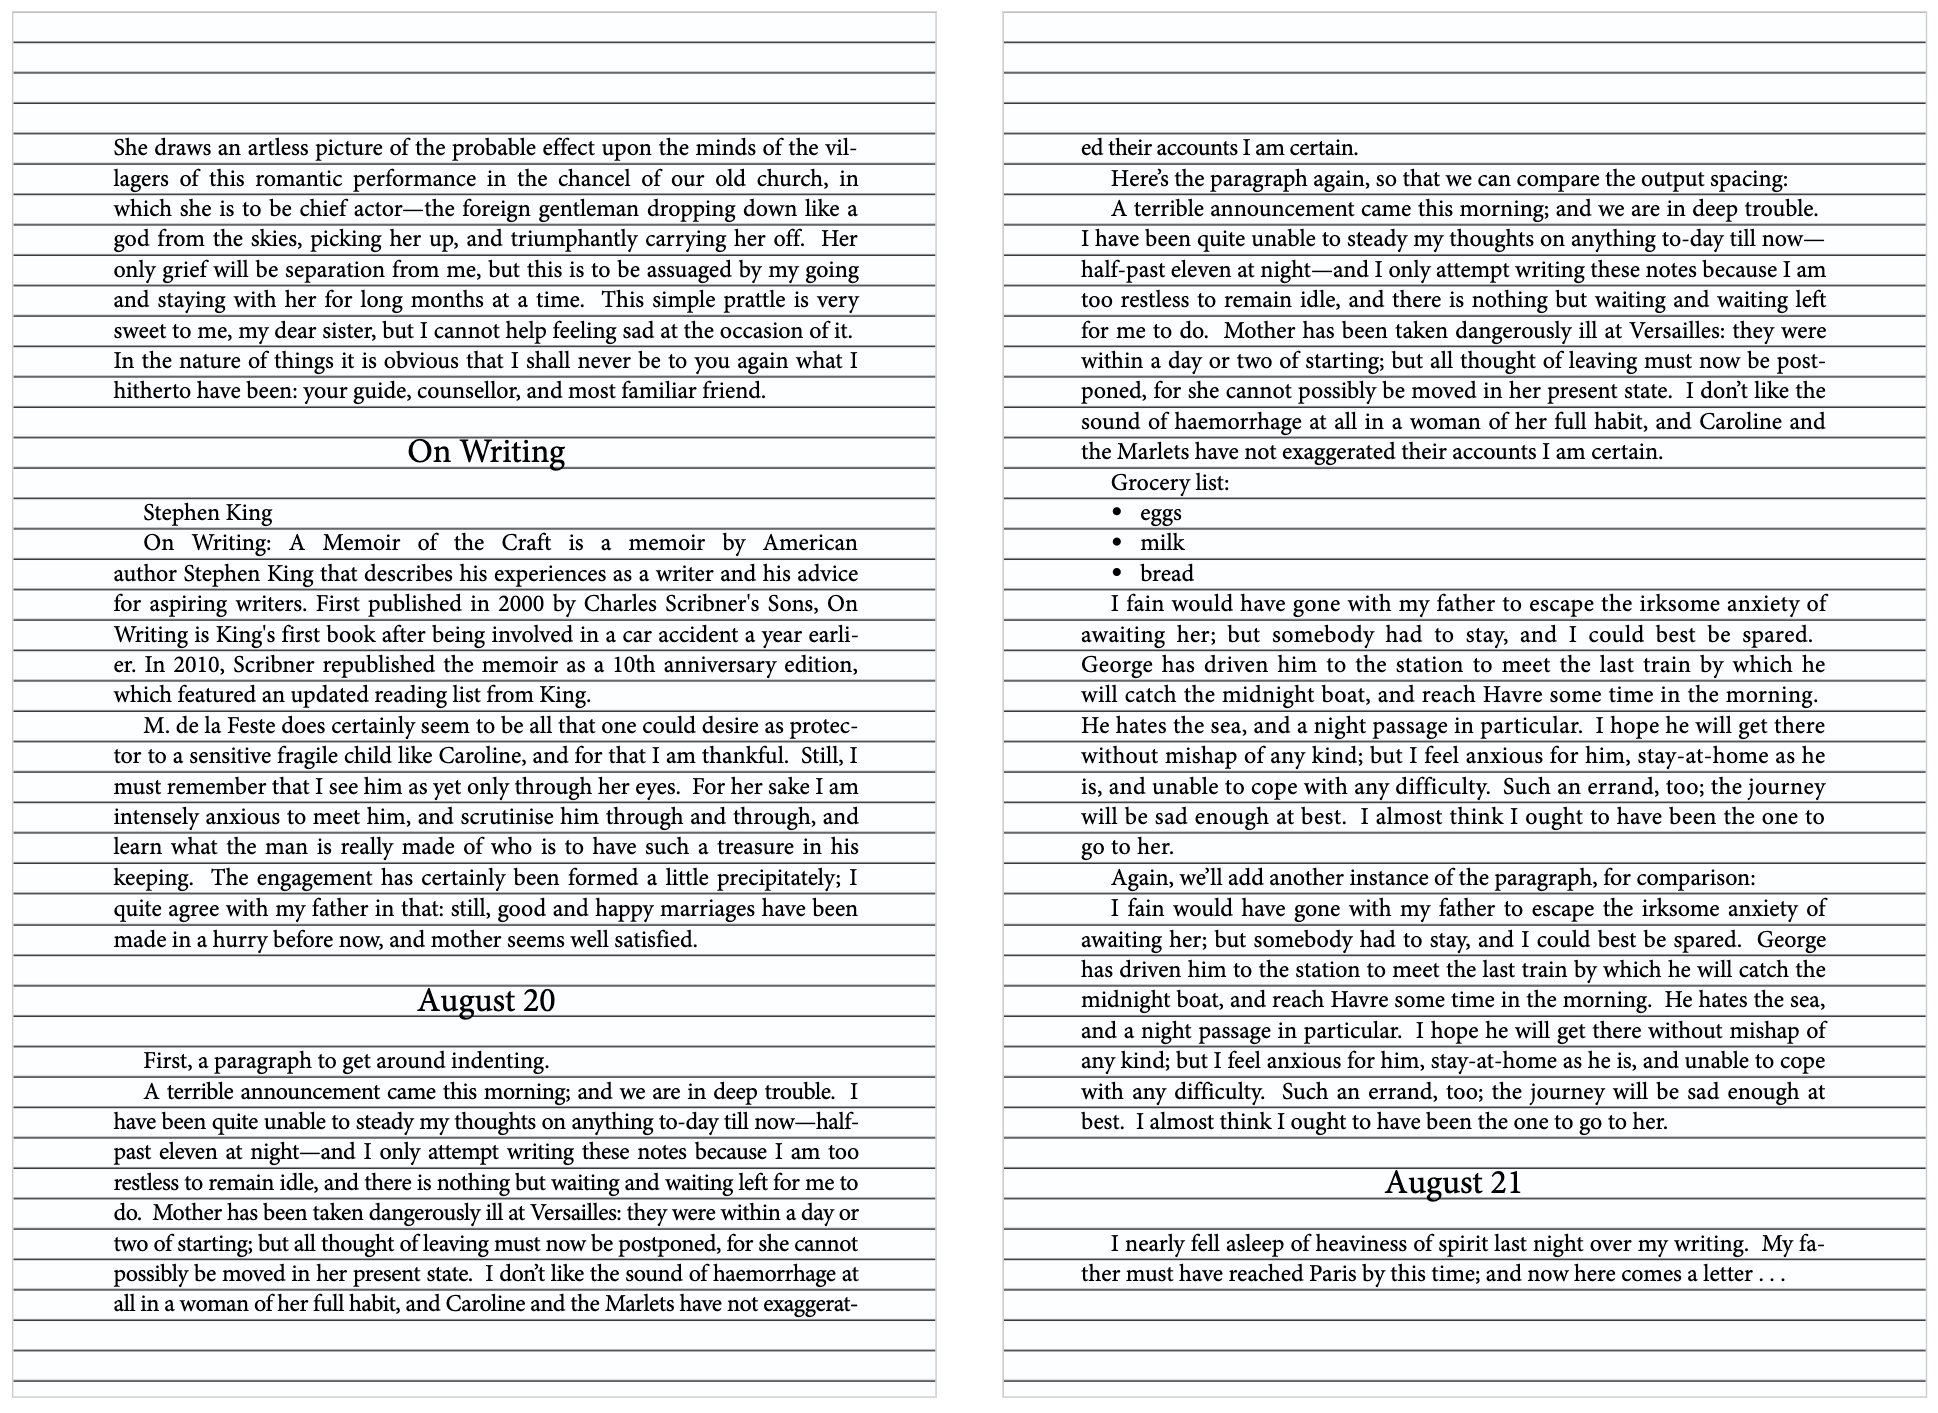 She draws an artless picture of the probable effect upon the minds of the vil-
lagers of this romantic performance in the chancel of our old church, in
which she is to be chief actor—the foreign gentleman dropping down like a
god from the skies, picking her up, and triumphantly carrying her off.  Her
only grief will be separation from me, but this is to be assuaged by my going
and staying with her for long months at a time.  This simple prattle is very
sweet to me, my dear sister, but I cannot help feeling sad at the occasion of it.
In the nature of things it is obvious that I shall never be to you again what I
hitherto have been: your guide, counsellor, and most familiar friend.
On Writing
Stephen King
On Writing: A Memoir of the Craft is a memoir by American
author Stephen King that describes his experiences as a writer and his advice
for aspiring writers. First published in 2000 by Charles Scribner's Sons, On
Writing is King's first book after being involved in a car accident a year earli-
er. In 2010, Scribner republished the memoir as a 10th anniversary edition,
which featured an updated reading list from King.
M. de la Feste does certainly seem to be all that one could desire as protec-
tor to a sensitive fragile child like Caroline, and for that I am thankful.  Still, I
must remember that I see him as yet only through her eyes.  For her sake I am
intensely anxious to meet him, and scrutinise him through and through, and
learn what the man is really made of who is to have such a treasure in his
keeping.  The engagement has certainly been formed a little precipitately; I
quite agree with my father in that: still, good and happy marriages have been
made in a hurry before now, and mother seems well satisfied.
August 20
First, a paragraph to get around indenting.
A terrible announcement came this morning; and we are in deep trouble.  I
have been quite unable to steady my thoughts on anything to-day till now—half-
past eleven at night—and I only attempt writing these notes because I am too
restless to remain idle, and there is nothing but waiting and waiting left for me to
do.  Mother has been taken dangerously ill at Versailles: they were within a day or
two of starting; but all thought of leaving must now be postponed, for she cannot
possibly be moved in her present state.  I don’t like the sound of haemorrhage at
all in a woman of her full habit, and Caroline and the Marlets have not exaggerat-
ed their accounts I am certain.
Here’s the paragraph again, so that we can compare the output spacing:
A terrible announcement came this morning; and we are in deep trouble.
I have been quite unable to steady my thoughts on anything to-day till now—
half-past eleven at night—and I only attempt writing these notes because I am
too restless to remain idle, and there is nothing but waiting and waiting left
for me to do.  Mother has been taken dangerously ill at Versailles: they were
within a day or two of starting; but all thought of leaving must now be post-
poned, for she cannot possibly be moved in her present state.  I don’t like the
sound of haemorrhage at all in a woman of her full habit, and Caroline and
the Marlets have not exaggerated their accounts I am certain.
Grocery list:
• eggs
• milk
• bread
I fain would have gone with my father to escape the irksome anxiety of
awaiting her; but somebody had to stay, and I could best be spared.
George has driven him to the station to meet the last train by which he
will catch the midnight boat, and reach Havre some time in the morning.
He hates the sea, and a night passage in particular.  I hope he will get there
without mishap of any kind; but I feel anxious for him, stay-at-home as he
is, and unable to cope with any difficulty.  Such an errand, too; the journey
will be sad enough at best.  I almost think I ought to have been the one to
go to her.
Again, we’ll add another instance of the paragraph, for comparison:
I fain would have gone with my father to escape the irksome anxiety of
awaiting her; but somebody had to stay, and I could best be spared.  George
has driven him to the station to meet the last train by which he will catch the
midnight boat, and reach Havre some time in the morning.  He hates the sea,
and a night passage in particular.  I hope he will get there without mishap of
any kind; but I feel anxious for him, stay-at-home as he is, and unable to cope
with any difficulty.  Such an errand, too; the journey will be sad enough at
best.  I almost think I ought to have been the one to go to her.
August 21
I nearly fell asleep of heaviness of spirit last night over my writing.  My fa-
ther must have reached Paris by this time; and now here comes a letter . . .